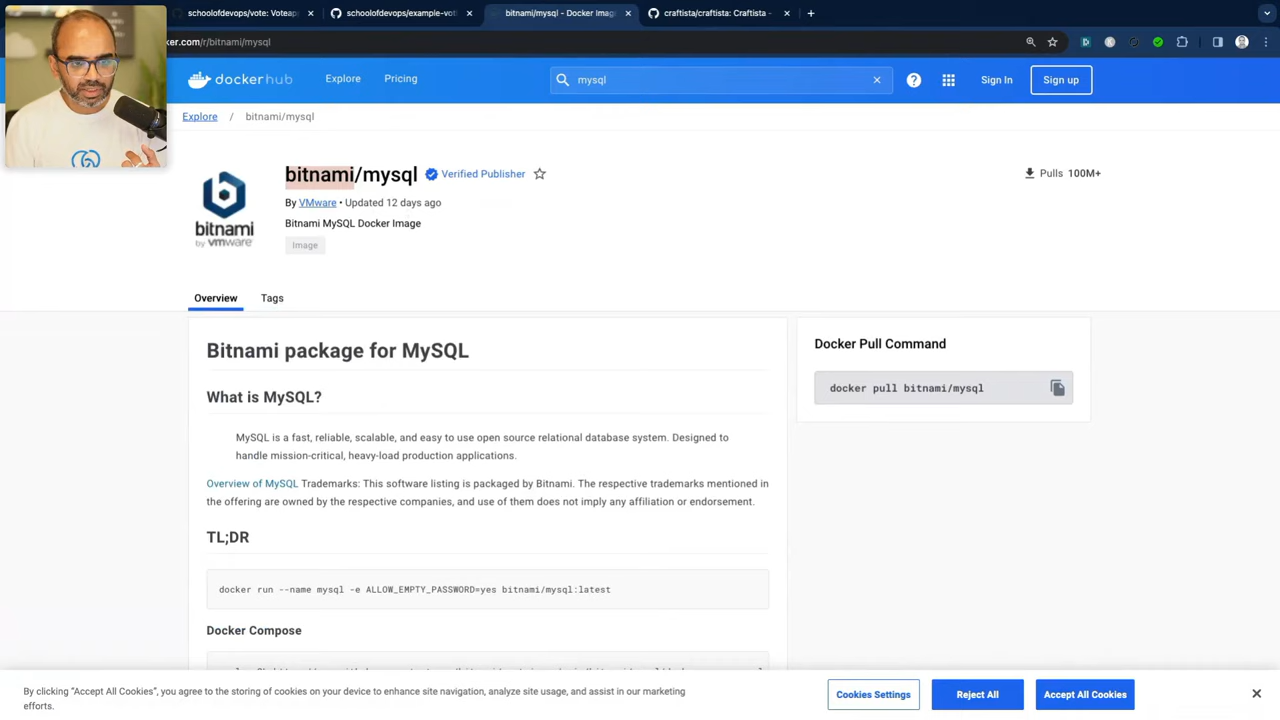 schoolofdevops/vote: Voteapp
schoolofdevops/example-voti
bitnami/mysql - Docker Image
craftista/craftista: Craftista -
ker.com/r/bitnami/mysql
dockerhub
Explore
Pricing
mysql
Sign In
Sign up
Explore / bitnami/mysql
bitnami/mysql
Verified Publisher
Pulls 100M+
By VMware • Updated 12 days ago
Bitnami MySQL Docker Image
Image
bitnami
by vmware
Overview
Tags
Bitnami package for MySQL
What is MySQL?
MySQL is a fast, reliable, scalable, and easy to use open source relational database system. Designed to
handle mission-critical, heavy-load production applications.
Overview of MySQL Trademarks: This software listing is packaged by Bitnami. The respective trademarks mentioned in
the offering are owned by the respective companies, and use of them does not imply any affiliation or endorsement.
TL;DR
docker run --name mysql -e ALLOW_EMPTY_PASSWORD=yes bitnami/mysql:latest
Docker Compose
Docker Pull Command
docker pull bitnami/mysql
By clicking "Accept All Cookies", you agree to the storing of cookies on your device to enhance site navigation, analyze site usage, and assist in our marketing
efforts.
Cookies Settings
Reject All
Accept All Cookies